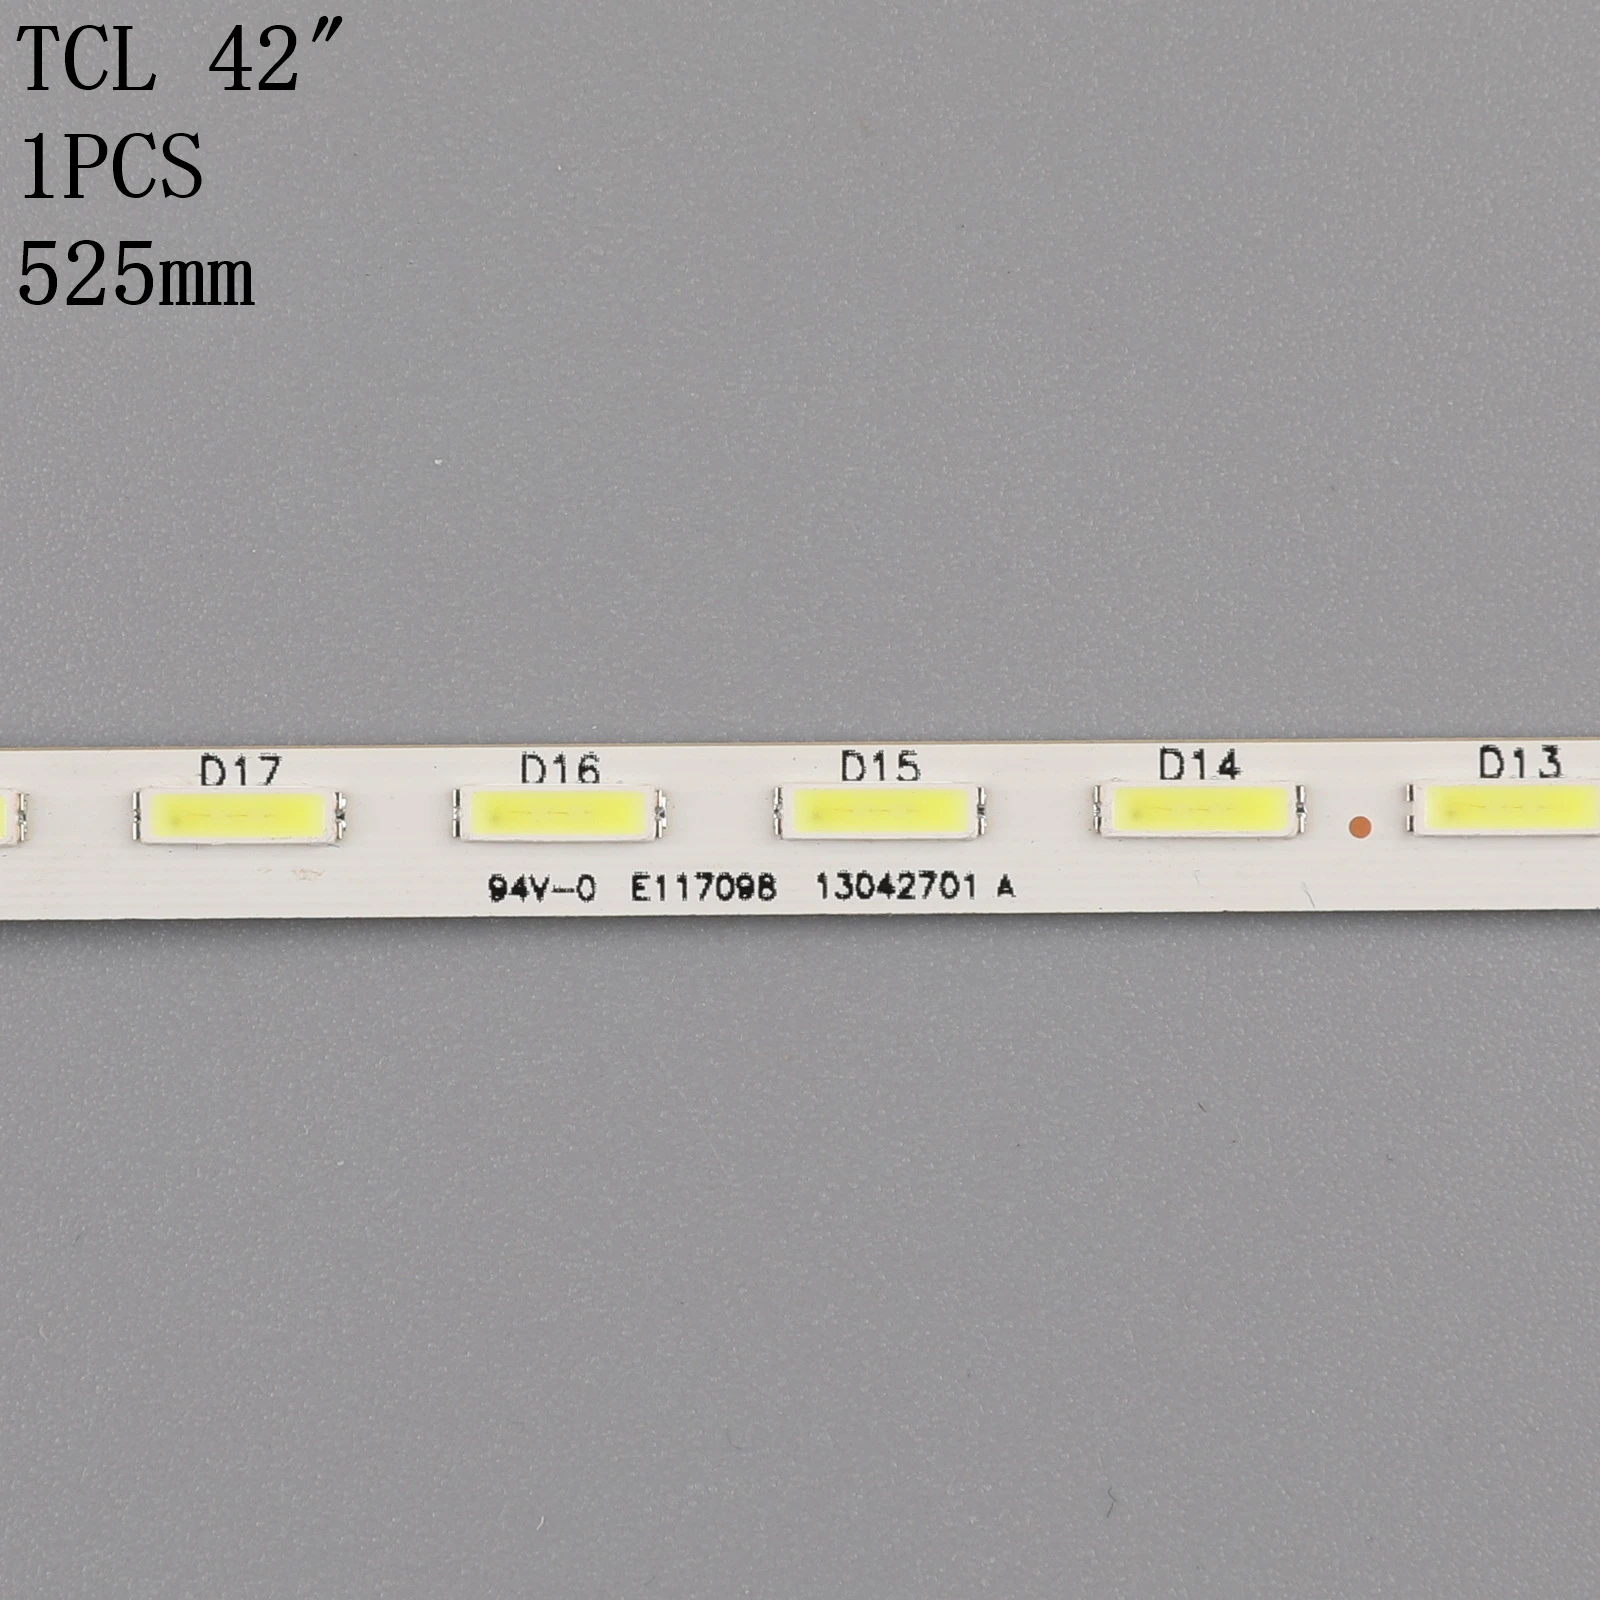 TCL 42"
1PCS
525mm
D17 D16 D15 D14 D13
94V-0 E117098 13042701 A